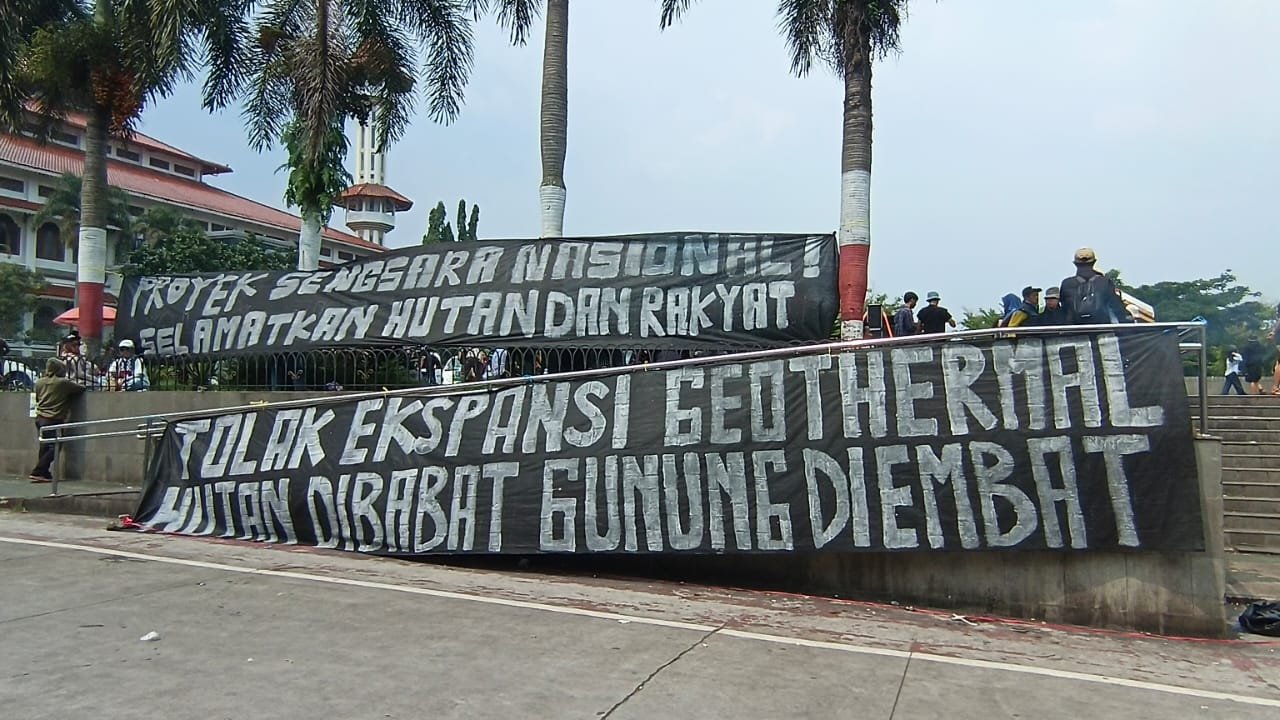 PROYEK SENGSARA NASIONAL!
SELAMATKAN HUTAN DAN RAKYAT
TOLAK EKSPANSI GEOTHERMAL
HUTAN DIBABAT GUNUNG DIEMBAT